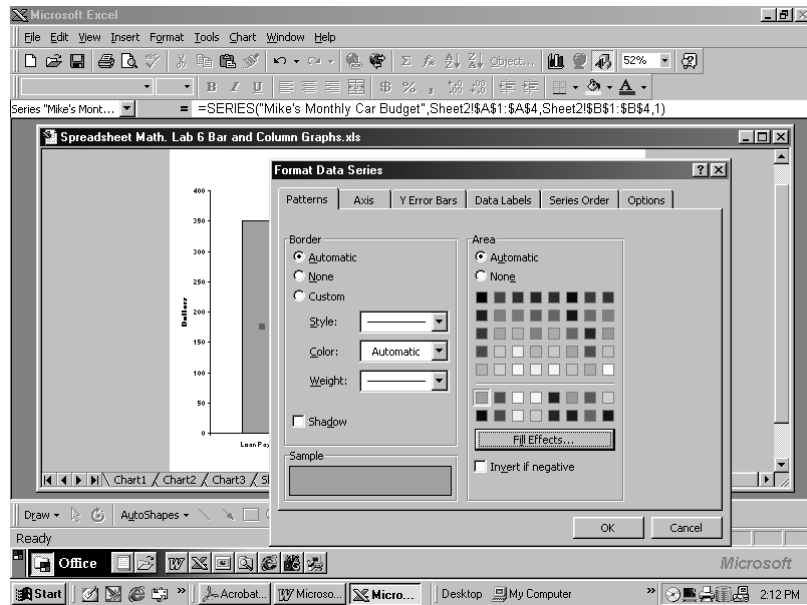 Microsoft Excel
File Edit View Insert Format Tools Chart Window Help
Object... 52%
B I U $ % , A
Series "Mike's Mont... = =SERIES("Mike's Monthly Car Budget",Sheet2!$A$1:$A$4,Sheet2!$B$1:$B$4,1)
Spreadsheet Math. Lab 6 Bar and Column Graphs.xls
Format Data Series
Patterns Axis Y Error Bars Data Labels Series Order Options
Border
Automatic
None
Custom
Style:
Color: Automatic
Weight:
Shadow
Sample
Area
Automatic
None
Fill Effects...
Invert if negative
OK Cancel
400
350
300
250
200
150
100
50
0
Dollars
Loan Pay
Chart1 Chart2 Chart3
Draw AutoShapes
Ready
Office Microsoft
Start Acrobat... Microso... Micro... Desktop My Computer 2:12 PM